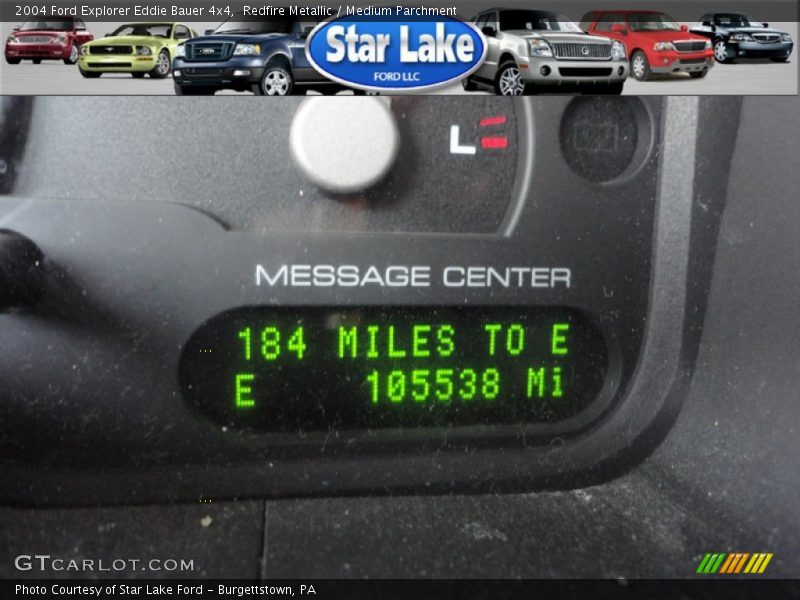 2004 Ford Explorer Eddie Bauer 4x4,  Redfire Metallic / Medium Parchment
Star Lake
FORD LLC
L
MESSAGE CENTER
184 MILES TO E
E 105538 Mi
GTCARLOT.COM
Photo Courtesy of Star Lake Ford - Burgettstown, PA